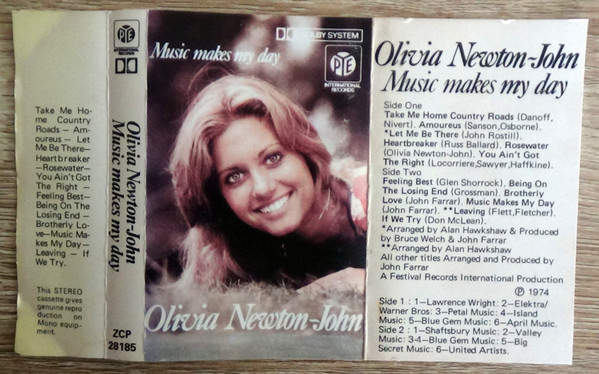 Take Me Ho-
me Country
Roads — Am-
oureus — Let
Me Be There—
Heartbreaker
—Rosewater—
You Ain't Got
The Right —
Feeling Best—
Being On The
Losing End —
Brotherly Lo-
ve—Music Ma-
kes My Day—
Leaving — If
We Try.
This STEREO
cassette gives
genuine repro
duction on
Mono equip-
ment.
PYE
INTERNATIONAL
RECORDS
Olivia Newton-John
Music makes my day
ZCP
28185
DOLBY SYSTEM
Music makes my day
PYE
INTERNATIONAL
RECORDS
Olivia Newton-John
Olivia Newton-John
Music makes my day
Side One
Take Me Home Country Roads (Danoff,
Nivert). Amoureus (Sanson,Osborne).
*Let Me Be There (John Rostill).
Heartbreaker (Russ Ballard). Rosewater
(Olivia Newton-John). You Ain't Got
The Right (Locorriere,Sawyer,Haffkine).
Side Two
Feeling Best (Glen Shorrock). Being On
The Losing End (Grossman). Brotherly
Love (John Farrar). Music Makes My Day
(John Farrar). **Leaving (Flett,Fletcher).
If We Try (Don McLean).
*Arranged by Alan Hawkshaw & Produced
by Bruce Welch & John Farrar
**Arranged by Alan Hawkshaw
All other titles Arranged and Produced by
John Farrar
A Festival Records International Production
℗ 1974
Side 1 : 1—Lawrence Wright: 2—Elektra/
Warner Bros: 3—Petal Music: 4—Island
Music: 5—Blue Gem Music: 6—April Music.
Side 2 : 1—Shaftsbury Music: 2—Valley
Music: 3-4—Blue Gem Music: 5—Big
Secret Music: 6—United Artists.